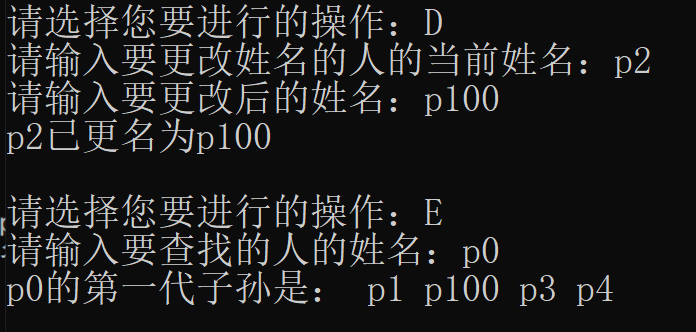 请选择您要进行的操作：D
请输入要更改姓名的人的当前姓名：p2
请输入要更改后的姓名：p100
p2已更名为p100
请选择您要进行的操作：E
请输入要查找的人的姓名：p0
p0的第一代子孙是： p1 p100 p3 p4